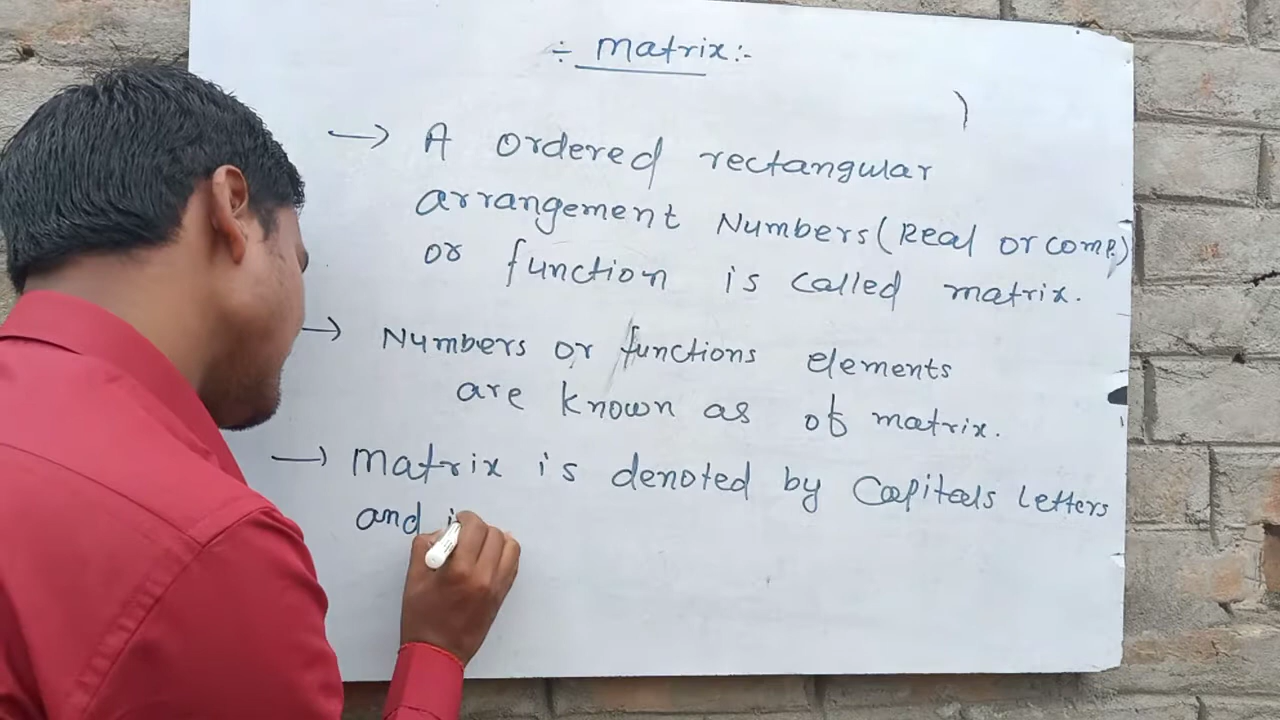 ÷ Matrix:-
→ A ordered rectangular
arrangement Numbers (Real or comp.)
or function is called matrix.
→ Numbers or functions elements
are known as of matrix.
→ Matrix is denoted by Capitals Letters
and i